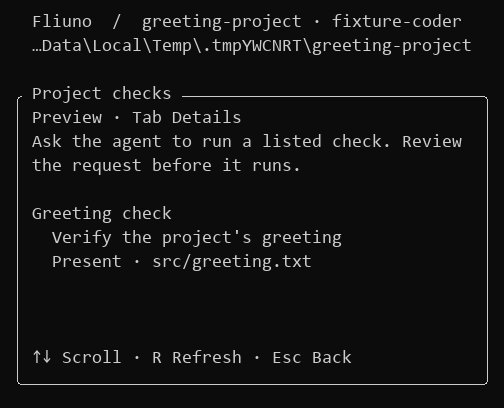 Fliuno / greeting-project · fixture-coder
…Data\Local\Temp\.tmpYWCNRT\greeting-project
Project checks
Preview · Tab Details
Ask the agent to run a listed check. Review
the request before it runs.
Greeting check
Verify the project's greeting
Present · src/greeting.txt
↑↓ Scroll · R Refresh · Esc Back